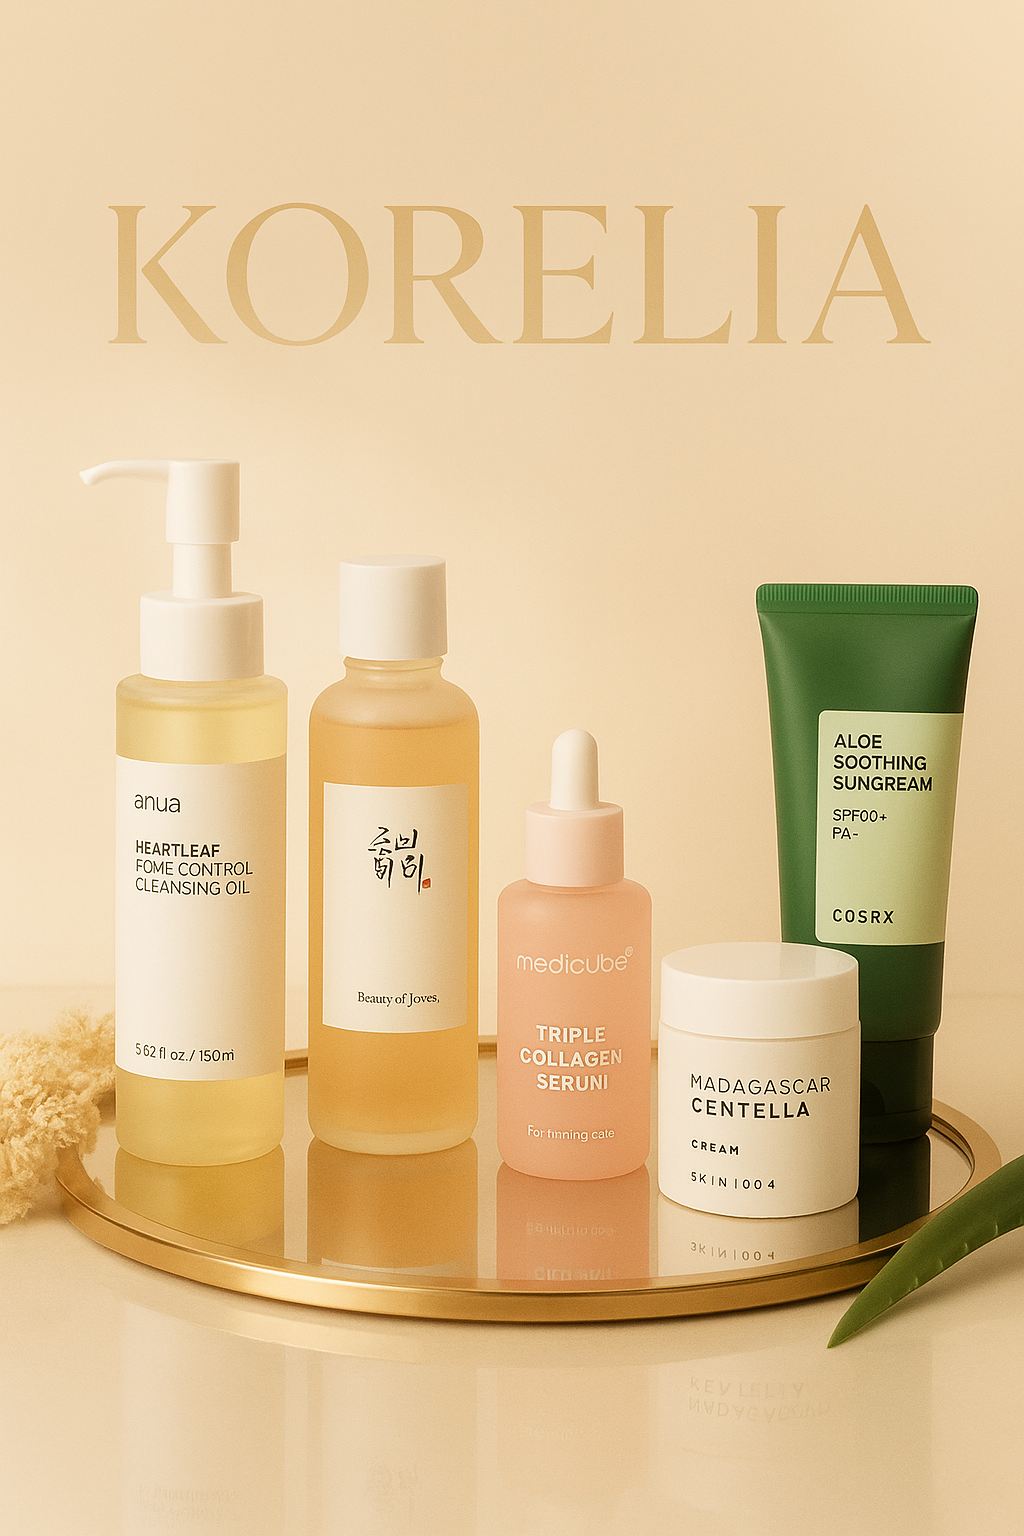 KORELIA
anua
HEARTLEAF
FOME CONTROL
CLEANSING OIL
5 62 fl oz./ 150m
Beauty of Joves,
medicube
TRIPLE
COLLAGEN
SERUNI
For finning cate
MADAGASCAR
CENTELLA
CREAM
SKIN1004
ALOE
SOOTHING
SUNGREAM
SPF00+
PA-
COSRX